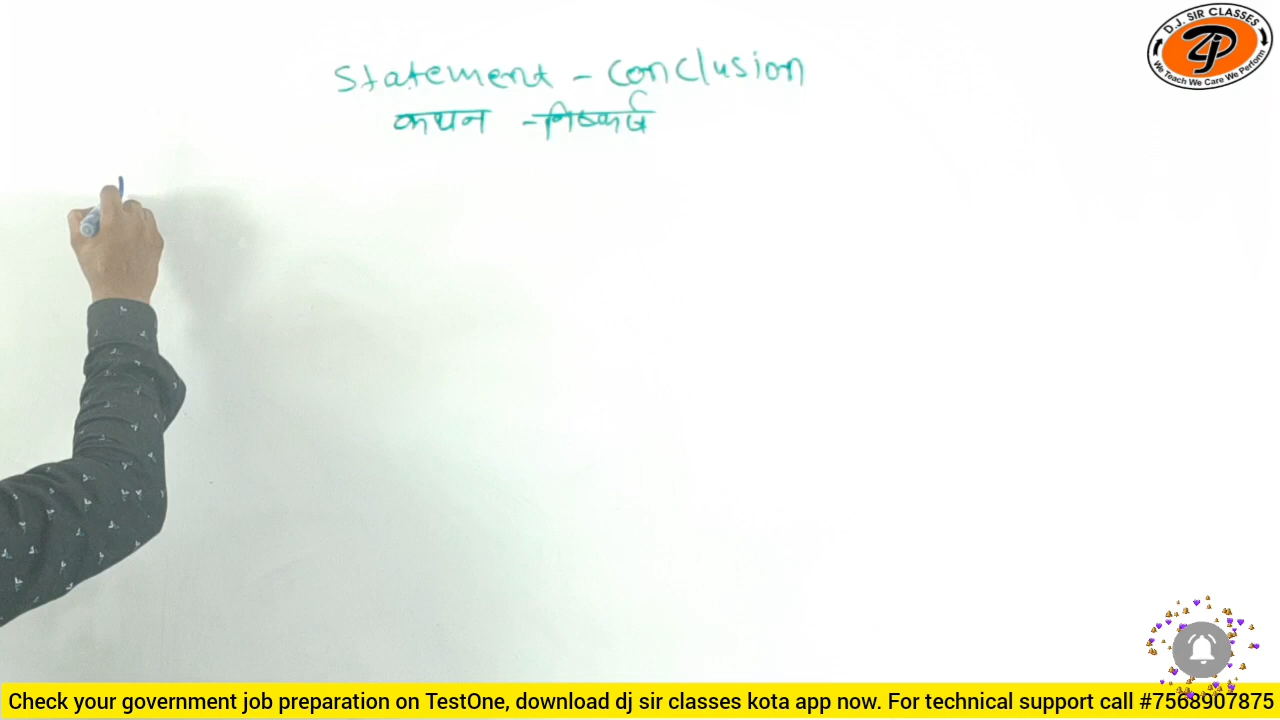 Statement - Conclusion
कथन - निष्कर्ष
D.J. SIR CLASSES
We Teach We Care We Perform
Check your government job preparation on TestOne, download dj sir classes kota app now. For technical support call #7568907875